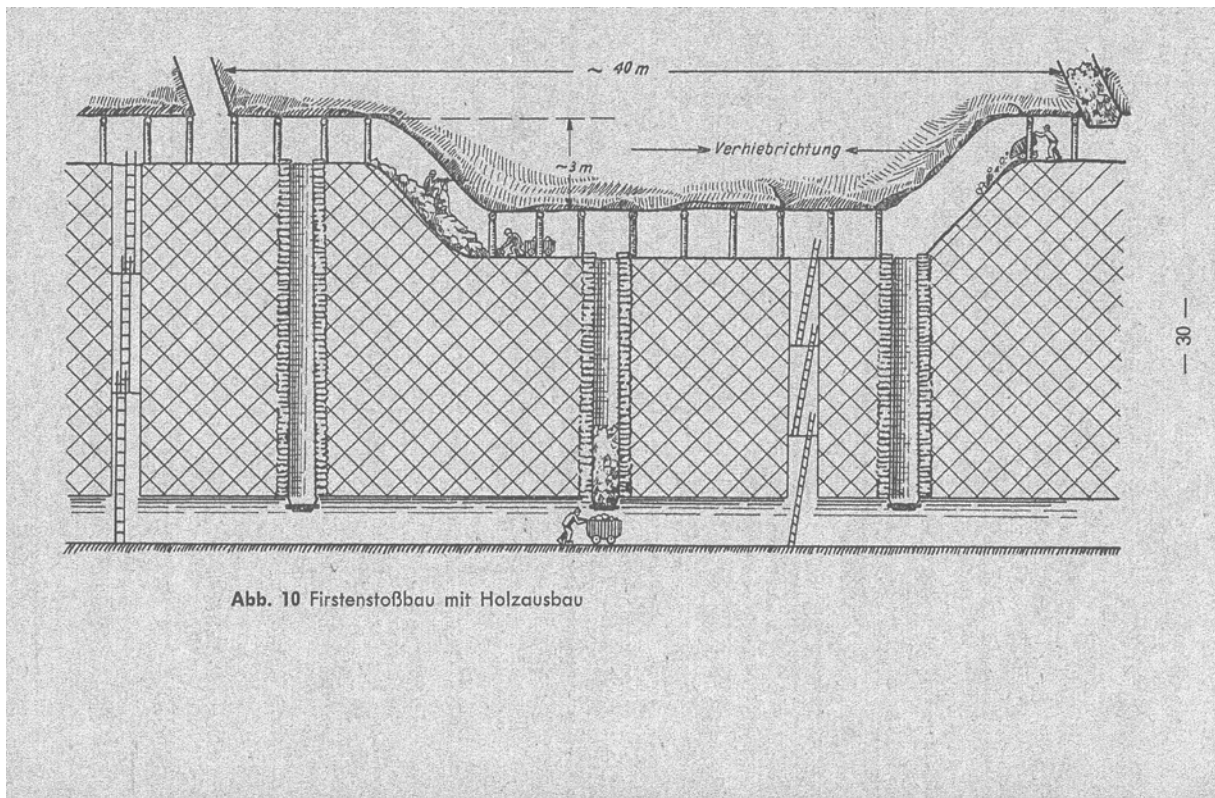 ~ 40 m
~3 m
Verhiebrichtung
— 30 —
Abb. 10 Firstenstoßbau mit Holzausbau